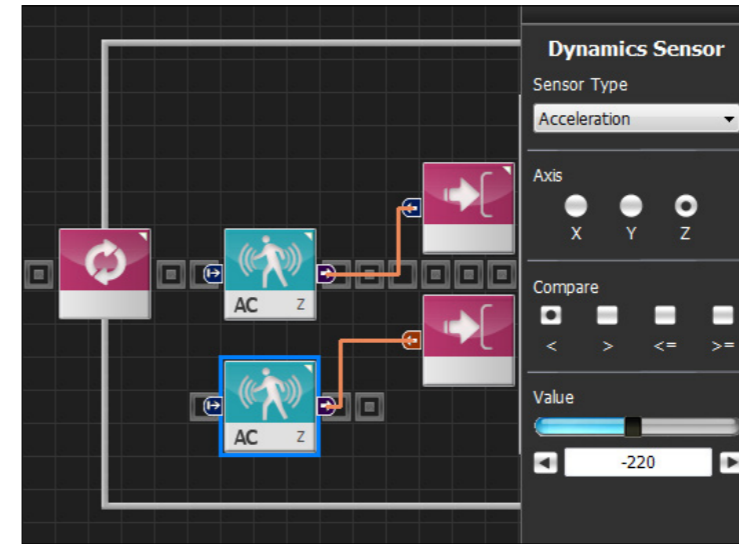 Dynamics Sensor
Sensor Type
Acceleration
Axis
X Y Z
Compare
< > <= >=
Value
-220
AC Z
AC Z